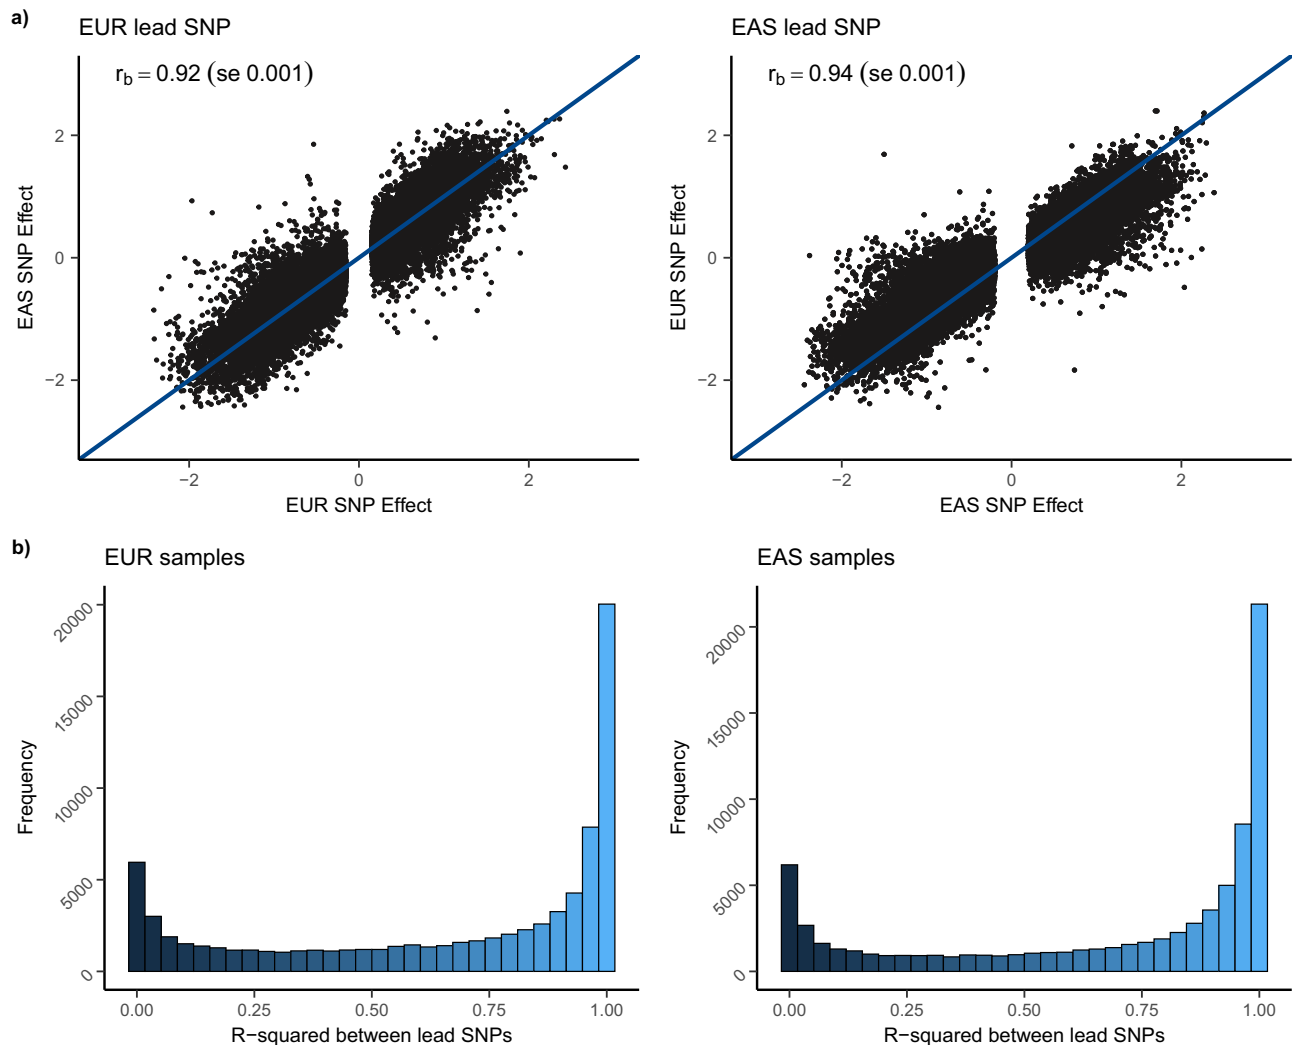 a)
EUR lead SNP
r_b = 0.92 (se 0.001)
EAS SNP Effect
2
0
−2
−2
0
2
EUR SNP Effect
EAS lead SNP
r_b = 0.94 (se 0.001)
EUR SNP Effect
2
0
−2
−2
0
2
EAS SNP Effect
b)
EUR samples
Frequency
20000
15000
10000
5000
0
0.00
0.25
0.50
0.75
1.00
R−squared between lead SNPs
EAS samples
Frequency
20000
15000
10000
5000
0
0.00
0.25
0.50
0.75
1.00
R−squared between lead SNPs